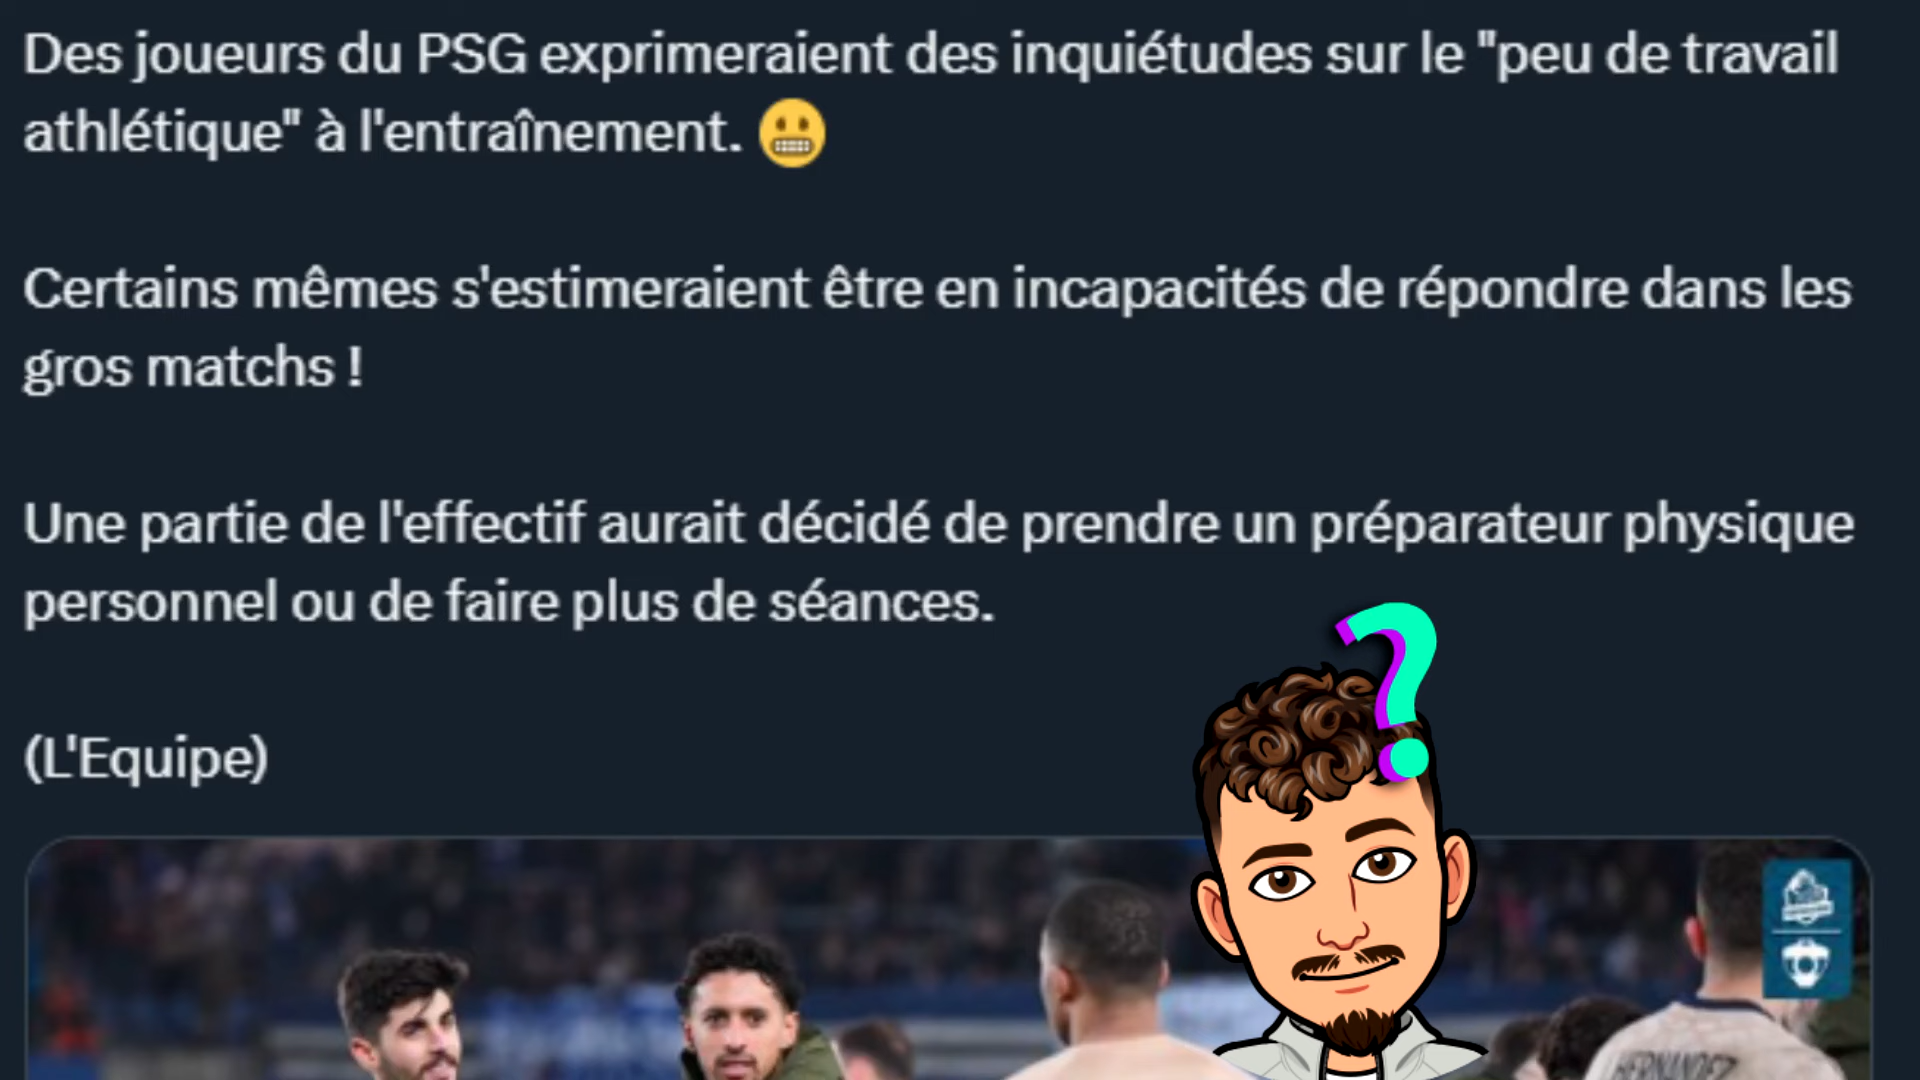 Des joueurs du PSG exprimeraient des inquiétudes sur le "peu de travail
athlétique" à l'entraînement. 😬
Certains mêmes s'estimeraient être en incapacités de répondre dans les
gros matchs !
Une partie de l'effectif aurait décidé de prendre un préparateur physique
personnel ou de faire plus de séances.
(L'Equipe)
?
HERNANDEZ